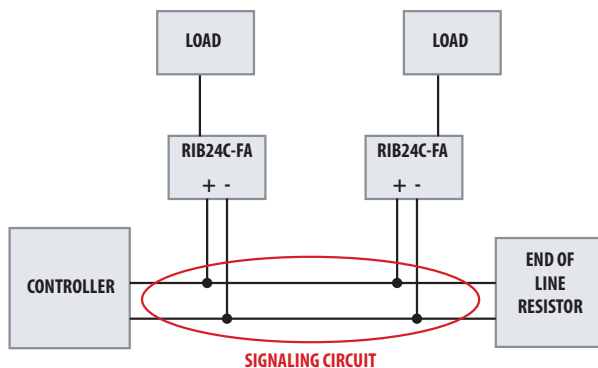 LOAD
LOAD
RIB24C-FA
+ -
RIB24C-FA
+ -
CONTROLLER
END OF
LINE
RESISTOR
SIGNALING CIRCUIT